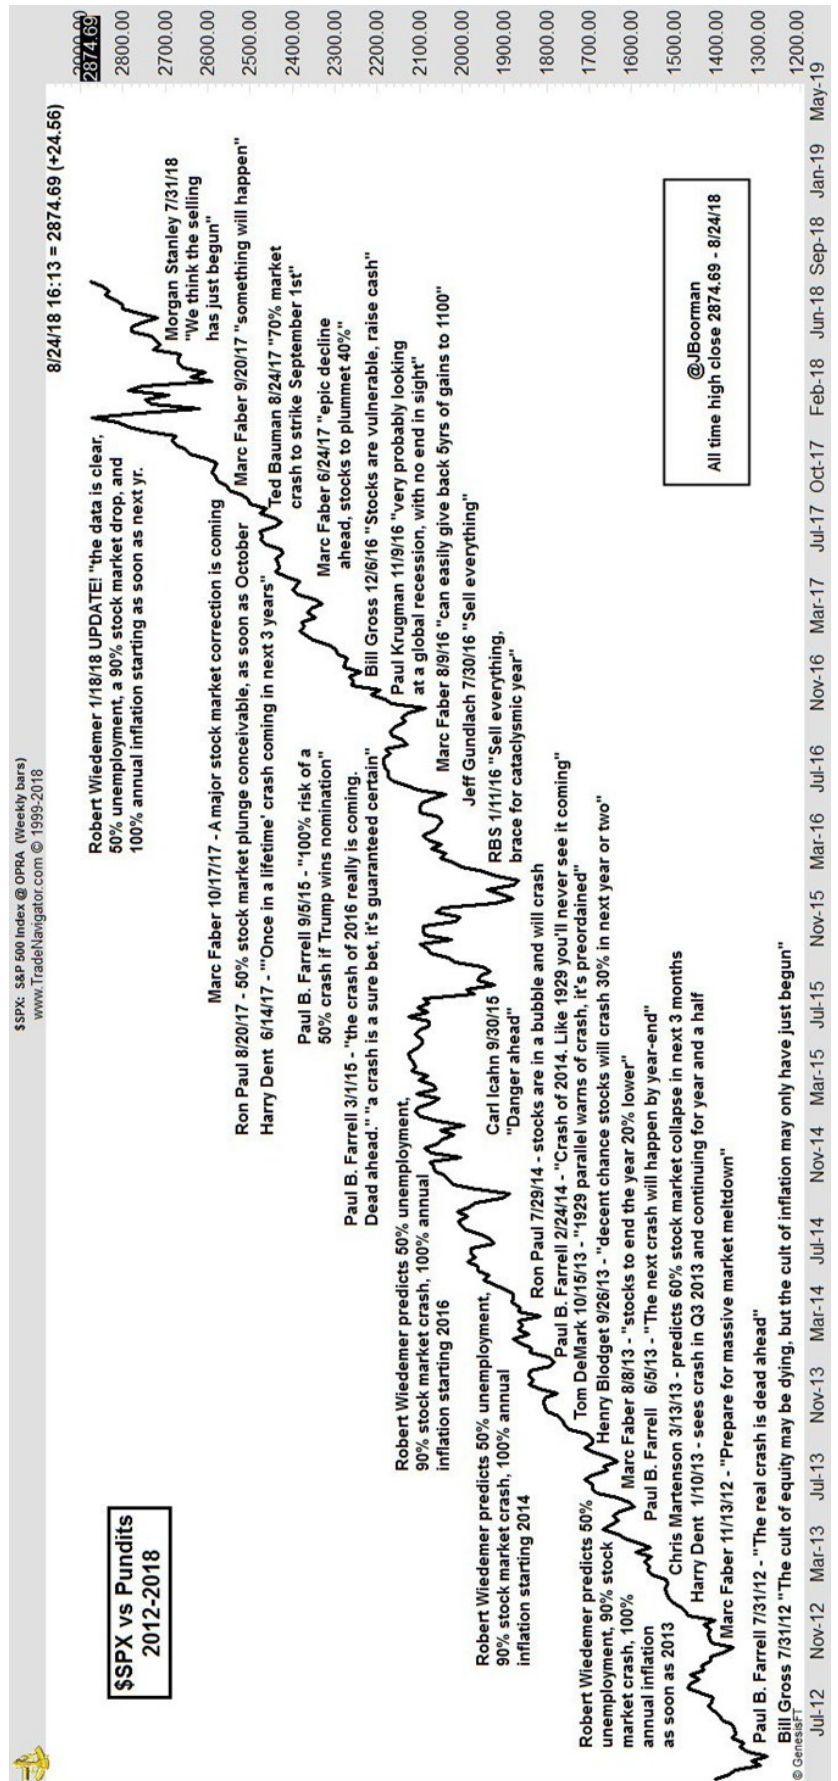 $SPX: S&P 500 Index @ OPRA (Weekly bars)
www.TradeNavigator.com © 1999-2018
8/24/18 16:13 = 2874.69 (+24.56)
$SPX vs Pundits
2012-2018
Robert Wiedemer 1/18/18 UPDATE! "the data is clear,
50% unemployment, a 90% stock market drop, and
100% annual inflation starting as soon as next yr.
Morgan Stanley 7/31/18
"We think the selling
has just begun"
Marc Faber 10/17/17 - A major stock market correction is coming
Marc Faber 9/20/17 "something will happen"
Ron Paul 8/20/17 - 50% stock market plunge conceivable, as soon as October
Ted Bauman 8/24/17 "70% market
crash to strike September 1st"
Harry Dent 6/14/17 - "'Once in a lifetime' crash coming in next 3 years"
Marc Faber 6/24/17 "epic decline
ahead, stocks to plummet 40%"
Paul B. Farrell 9/5/15 - "100% risk of a
50% crash if Trump wins nomination"
Bill Gross 12/6/16 "Stocks are vulnerable, raise cash"
Paul B. Farrell 3/1/15 - "the crash of 2016 really is coming.
Dead ahead." "a crash is a sure bet, it's guaranteed certain"
Paul Krugman 11/9/16 "very probably looking
at a global recession, with no end in sight"
Robert Wiedemer predicts 50% unemployment,
90% stock market crash, 100% annual
inflation starting 2016
Marc Faber 8/9/16 "can easily give back 5yrs of gains to 1100"
Jeff Gundlach 7/30/16 "Sell everything"
Carl Icahn 9/30/15
"Danger ahead"
RBS 1/11/16 "Sell everything,
brace for cataclysmic year"
Robert Wiedemer predicts 50% unemployment,
90% stock market crash, 100% annual
inflation starting 2014
Ron Paul 7/29/14 - stocks are in a bubble and will crash
Paul B. Farrell 2/24/14 - "Crash of 2014. Like 1929 you'll never see it coming"
Tom DeMark 10/15/13 - "1929 parallel warns of crash, it's preordained"
Henry Blodget 9/26/13 - "decent chance stocks will crash 30% in next year or two"
Robert Wiedemer predicts 50%
unemployment, 90% stock
market crash, 100%
annual inflation
as soon as 2013
Marc Faber 8/8/13 - "stocks to end the year 20% lower"
Paul B. Farrell 6/5/13 - "The next crash will happen by year-end"
Chris Martenson 3/13/13 - predicts 60% stock market collapse in next 3 months
Harry Dent 1/10/13 - sees crash in Q3 2013 and continuing for year and a half
Marc Faber 11/13/12 - "Prepare for massive market meltdown"
Paul B. Farrell 7/31/12 - "The real crash is dead ahead"
Bill Gross 7/31/12 "The cult of equity may be dying, but the cult of inflation may only have just begun"
@JBoorman
All time high close 2874.69 - 8/24/18
© GenesisFT
2874.69
2800.00
2700.00
2600.00
2500.00
2400.00
2300.00
2200.00
2100.00
2000.00
1900.00
1800.00
1700.00
1600.00
1500.00
1400.00
1300.00
1200.00
Jul-12 Nov-12 Mar-13 Jul-13 Nov-13 Mar-14 Jul-14 Nov-14 Mar-15 Jul-15 Nov-15 Mar-16 Jul-16 Nov-16 Mar-17 Jul-17 Oct-17 Feb-18 Jun-18 Sep-18 Jan-19 May-19